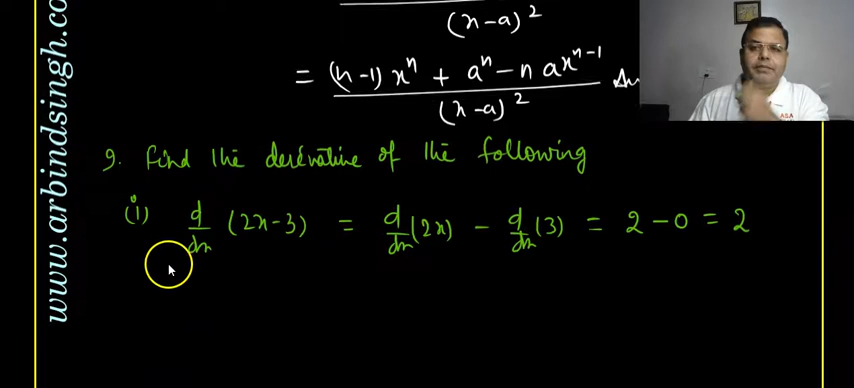 (x-a)²
= (n-1)xⁿ + aⁿ - n axⁿ⁻¹
(x-a)²
9. Find the derivative of the following
(i) d/dx (2x-3) = d/dx (2x) - d/dx (3) = 2 - 0 = 2
www.arbindsingh.co
ASA